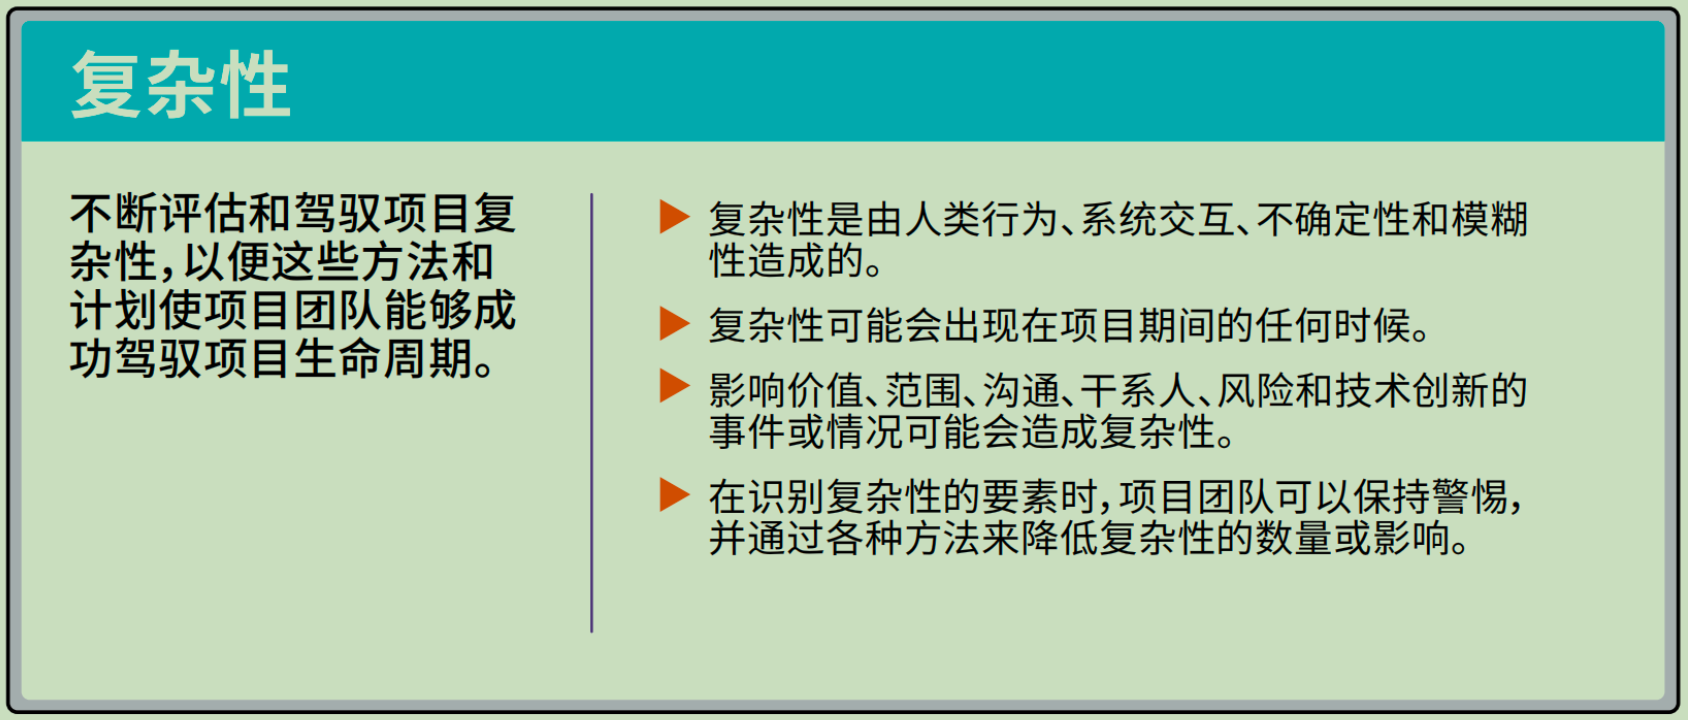 复杂性
不断评估和驾驭项目复
杂性，以便这些方法和
计划使项目团队能够成
功驾驭项目生命周期。
复杂性是由人类行为、系统交互、不确定性和模糊
性造成的。
复杂性可能会出现在项目期间的任何时候。
影响价值、范围、沟通、干系人、风险和技术创新的
事件或情况可能会造成复杂性。
在识别复杂性的要素时，项目团队可以保持警惕，
并通过各种方法来降低复杂性的数量或影响。